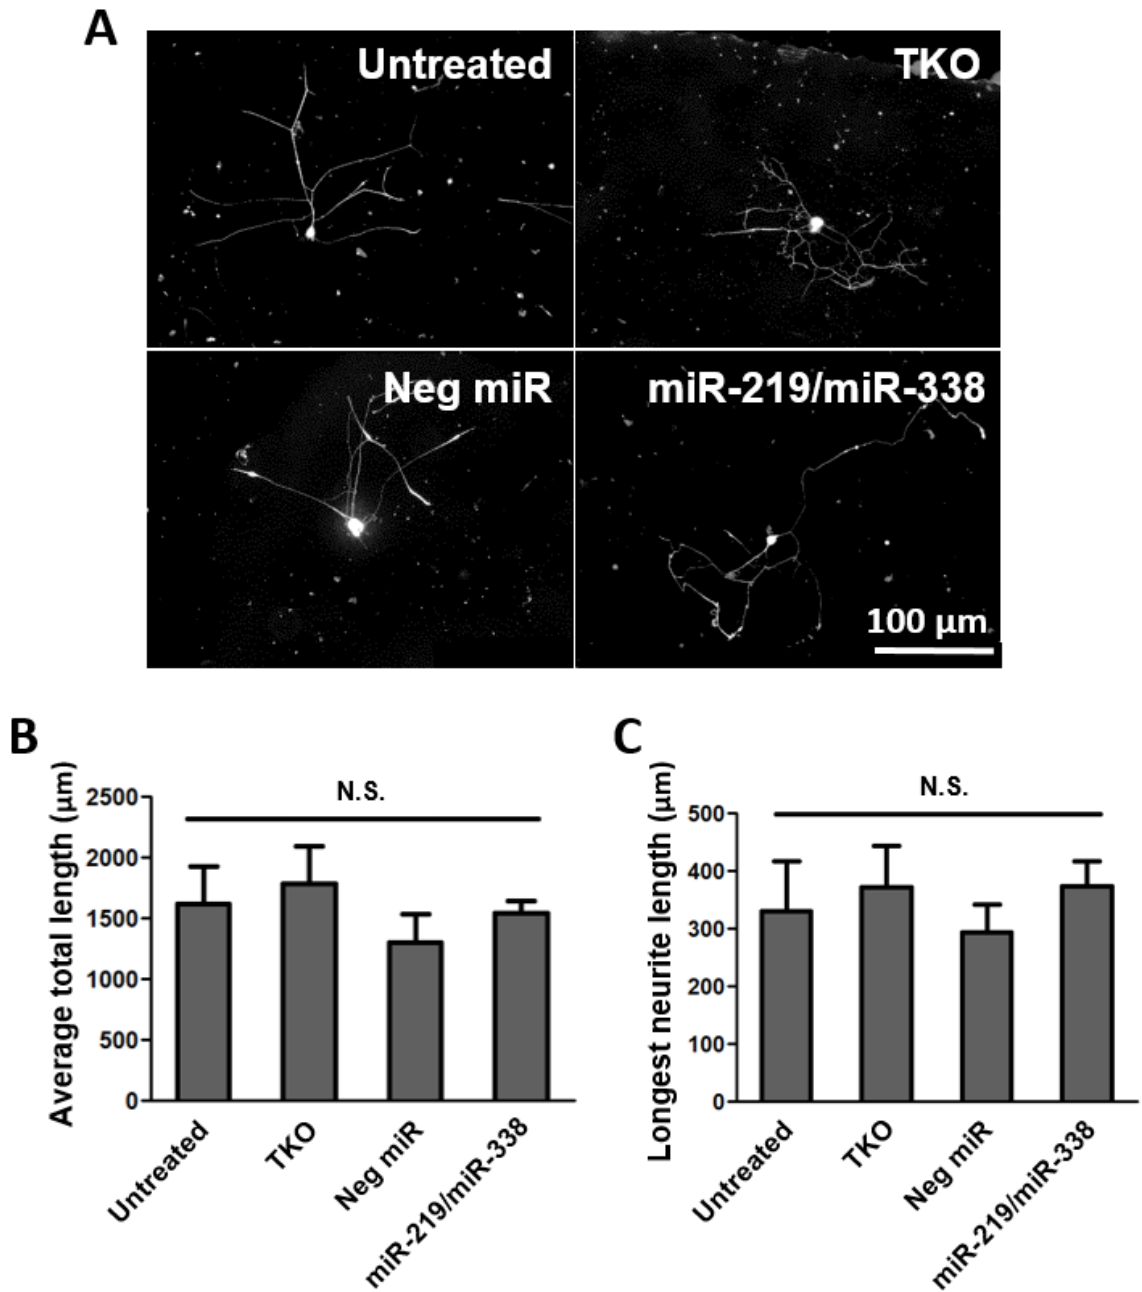 A
Untreated
TKO
Neg miR
miR-219/miR-338
100 µm
B
Average total length (µm)
N.S.
2500
2000
1500
1000
500
0
Untreated
TKO
Neg miR
miR-219/miR-338
C
Longest neurite length (µm)
N.S.
500
400
300
200
100
0
Untreated
TKO
Neg miR
miR-219/miR-338